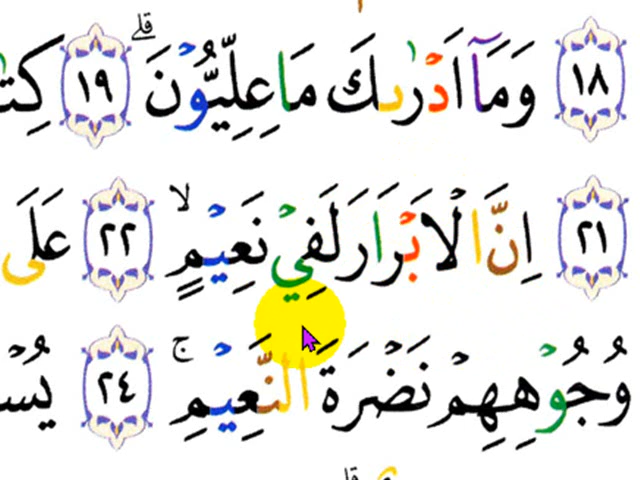 ١٨ وَمَآ اَدْرٰىكَ مَا عِلِّيُّوْنَ ۗ ١٩
٢١ اِنَّ الْاَبْرَارَ لَفِيْ نَعِيْمٍ ۙ ٢٢ عَلَى
وُجُوْهِهِمْ نَضْرَةَ النَّعِيْمِ ۚ ٢٤